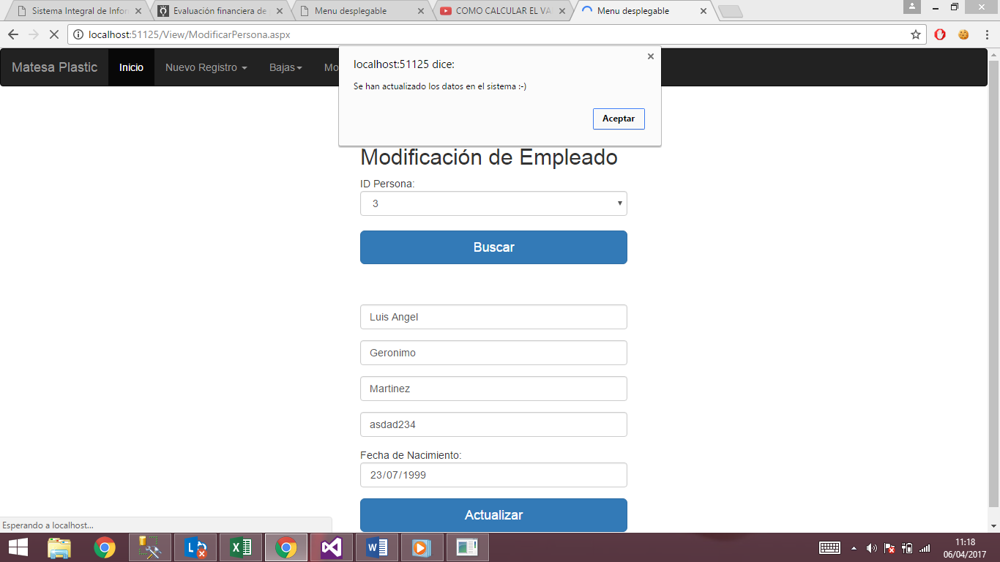 Sistema Integral de Infor
Evaluación financiera de
Menu desplegable
COMO CALCULAR EL VA
Menu desplegable
localhost:51125/View/ModificarPersona.aspx
Matesa Plastic
Inicio
Nuevo Registro
Bajas
Mo
localhost:51125 dice:
Se han actualizado los datos en el sistema :-)
Aceptar
Modificación de Empleado
ID Persona:
3
Buscar
Luis Angel
Geronimo
Martinez
asdad234
Fecha de Nacimiento:
23/07/1999
Actualizar
Esperando a localhost...
11:18
06/04/2017